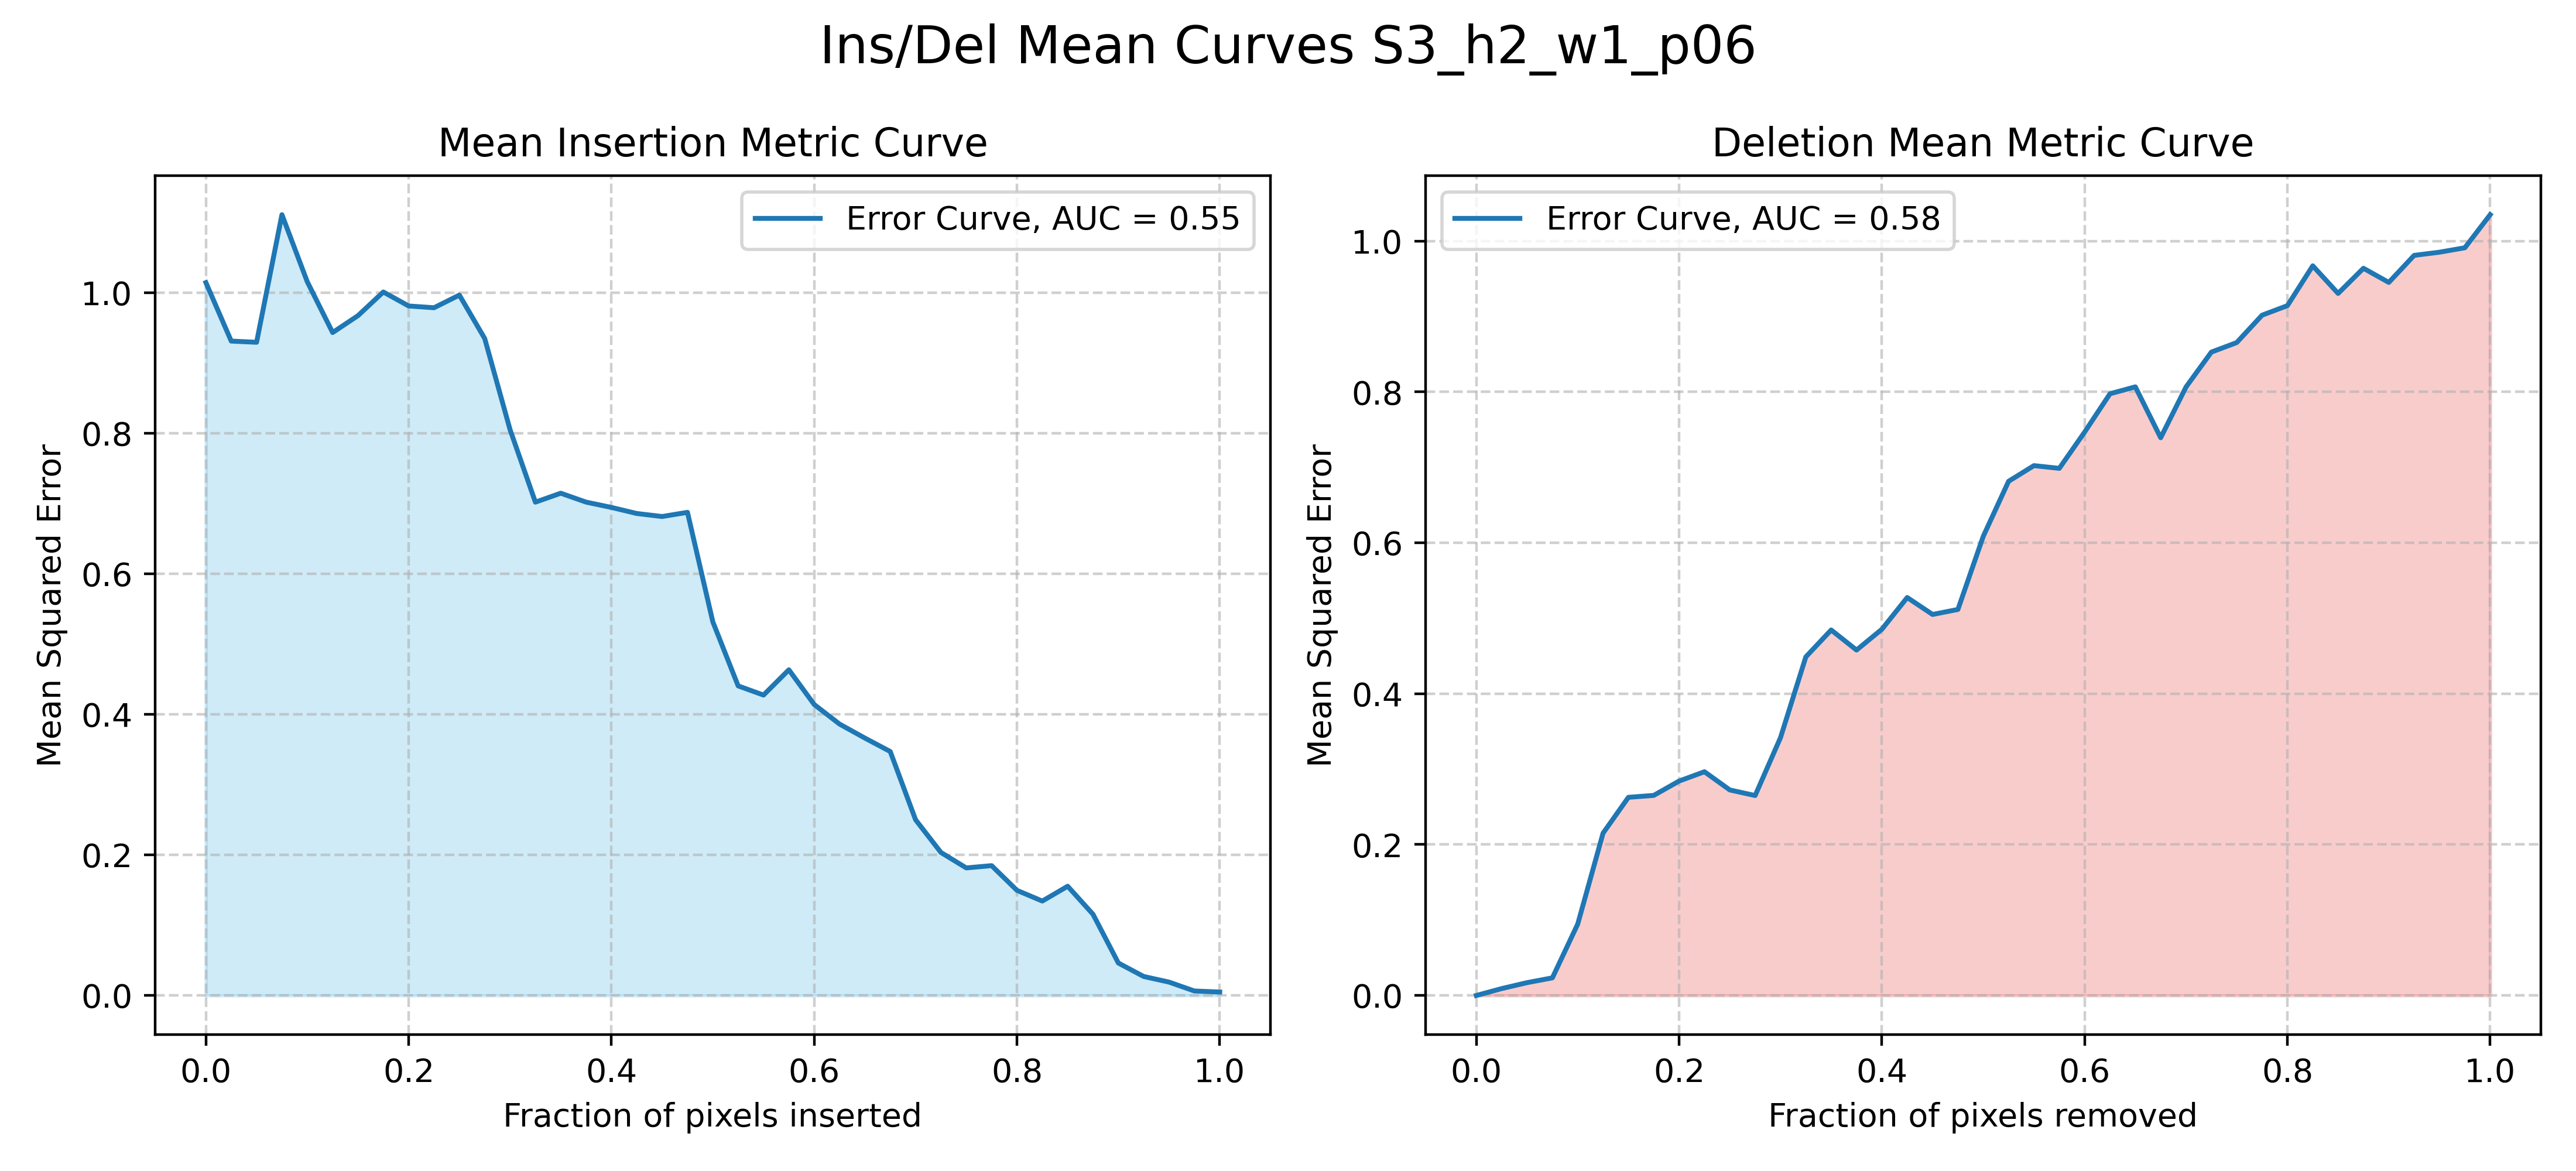 Ins/Del Mean Curves S3_h2_w1_p06
Mean Insertion Metric Curve
Error Curve, AUC = 0.55
Mean Squared Error
1.0
0.8
0.6
0.4
0.2
0.0
0.0 0.2 0.4 0.6 0.8 1.0
Fraction of pixels inserted
Deletion Mean Metric Curve
Error Curve, AUC = 0.58
Mean Squared Error
1.0
0.8
0.6
0.4
0.2
0.0
0.0 0.2 0.4 0.6 0.8 1.0
Fraction of pixels removed